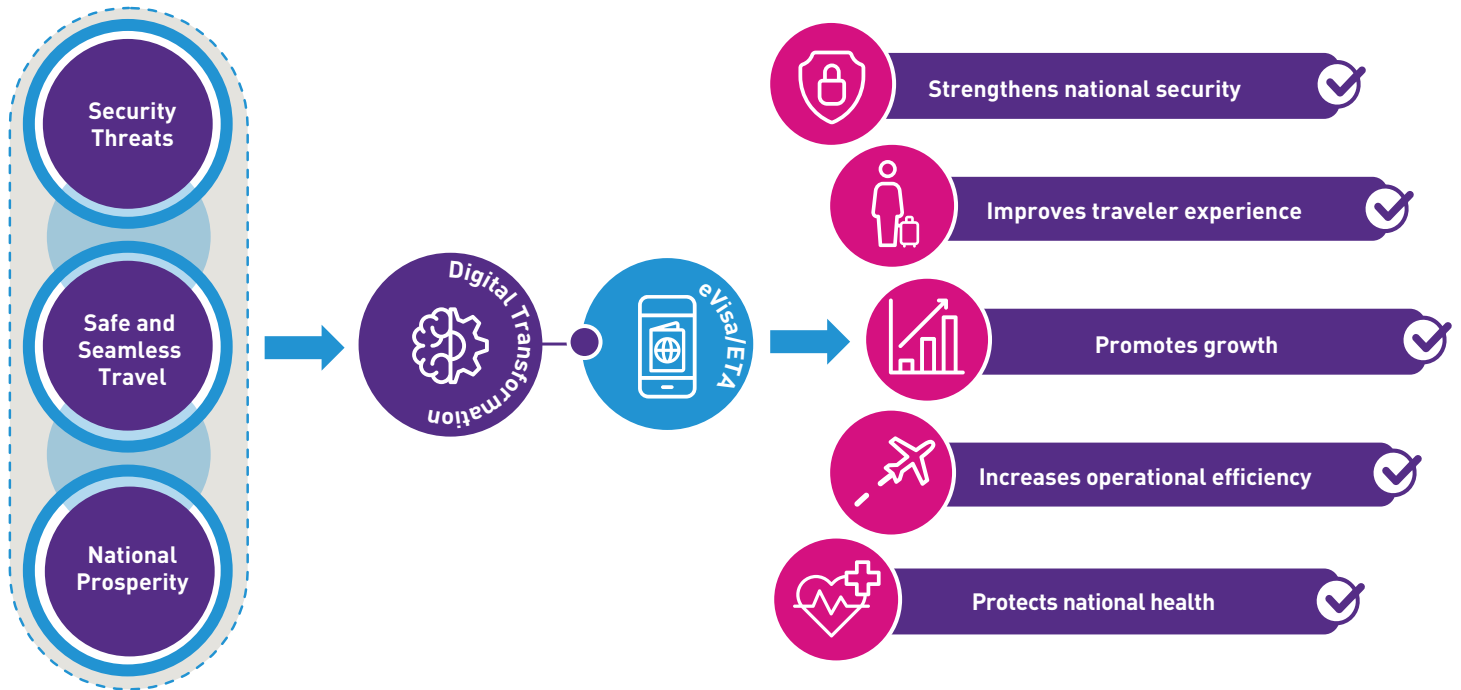 Security
Threats
Safe and
Seamless
Travel
National
Prosperity
Digital Transformation
eVisa/ETA
Strengthens national security
Improves traveler experience
Promotes growth
Increases operational efficiency
Protects national health